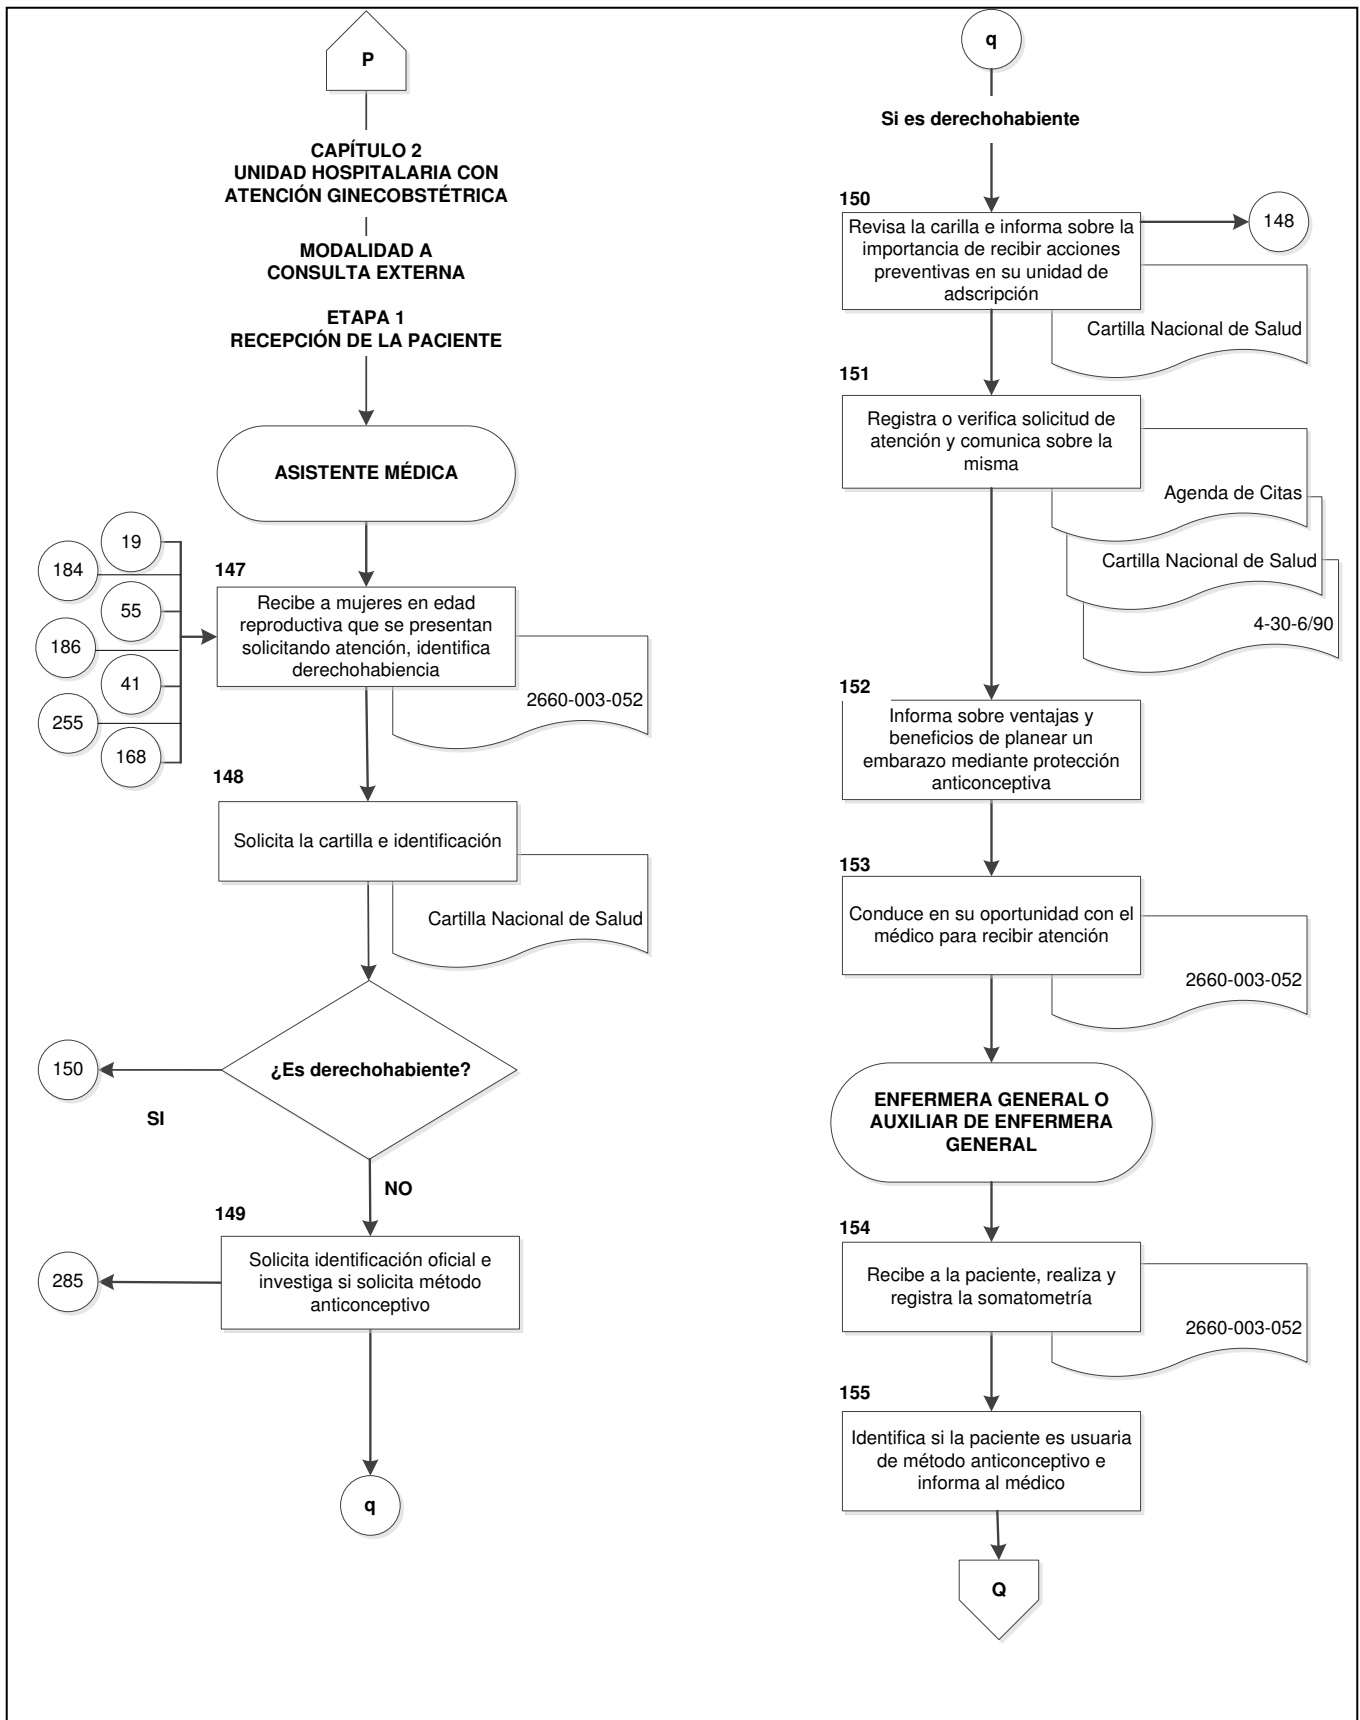 P
CAPÍTULO 2
UNIDAD HOSPITALARIA CON
ATENCIÓN GINECOBSTÉTRICA
MODALIDAD A
CONSULTA EXTERNA
ETAPA 1
RECEPCIÓN DE LA PACIENTE
ASISTENTE MÉDICA
19
184
55
186
41
255
168
147
Recibe a mujeres en edad
reproductiva que se presentan
solicitando atención, identifica
derechohabiencia
2660-003-052
148
Solicita la cartilla e identificación
Cartilla Nacional de Salud
¿Es derechohabiente?
150
SI
NO
149
Solicita identificación oficial e
investiga si solicita método
anticonceptivo
285
q
q
Si es derechohabiente
150
Revisa la carilla e informa sobre la
importancia de recibir acciones
preventivas en su unidad de
adscripción
148
Cartilla Nacional de Salud
151
Registra o verifica solicitud de
atención y comunica sobre la
misma
Agenda de Citas
Cartilla Nacional de Salud
4-30-6/90
152
Informa sobre ventajas y
beneficios de planear un
embarazo mediante protección
anticonceptiva
153
Conduce en su oportunidad con el
médico para recibir atención
2660-003-052
ENFERMERA GENERAL O
AUXILIAR DE ENFERMERA
GENERAL
154
Recibe a la paciente, realiza y
registra la somatometría
2660-003-052
155
Identifica si la paciente es usuaria
de método anticonceptivo e
informa al médico
Q